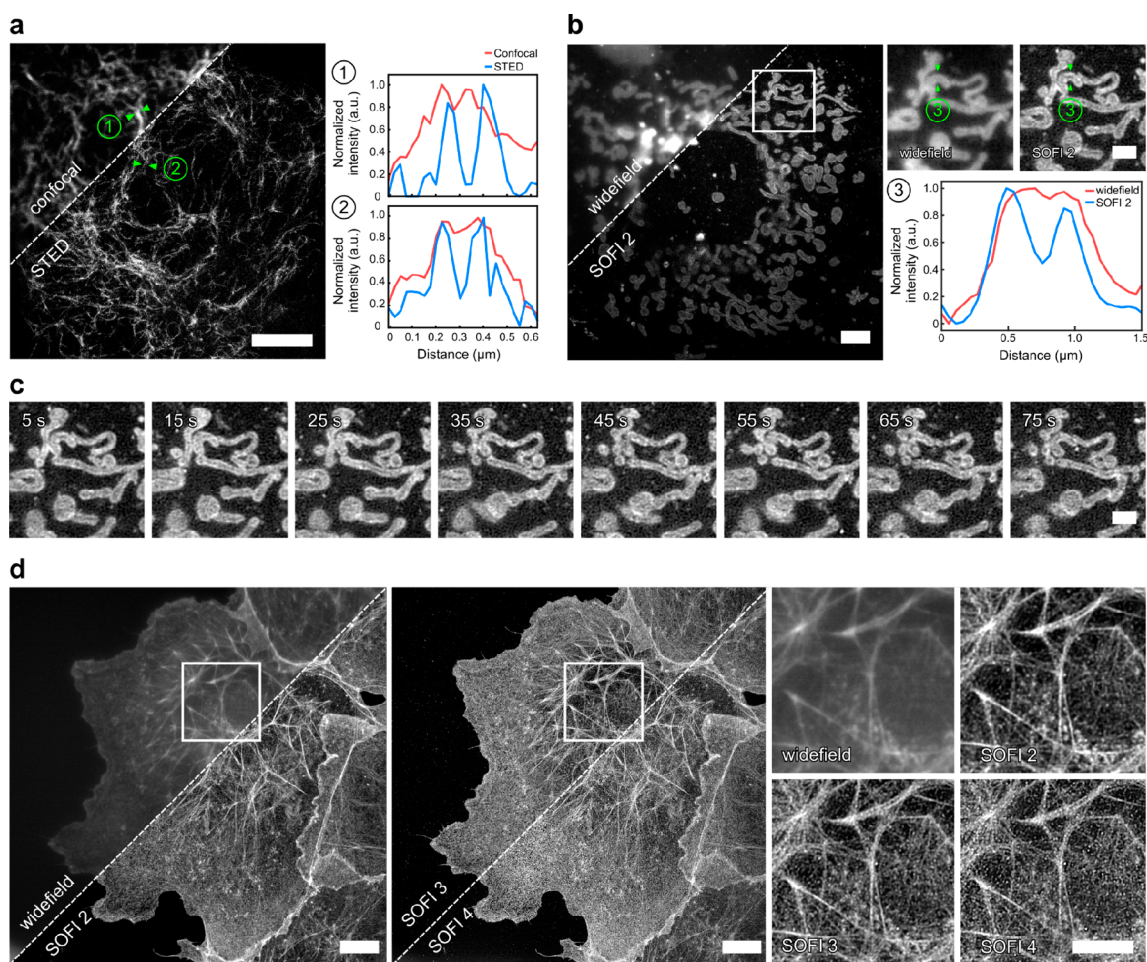 a
confocal
STED
1
2
1
Confocal
STED
Normalized
intensity (a.u.)
1.0
0.8
0.6
0.4
0.2
0
2
Normalized
intensity (a.u.)
1.0
0.8
0.6
0.4
0.2
0
0 0.1 0.2 0.3 0.4 0.5 0.6
Distance (µm)
b
widefield
SOFI 2
3
widefield
3
SOFI 2
3
widefield
SOFI 2
Normalized
intensity (a.u.)
1.0
0.8
0.6
0.4
0.2
0
0 0.5 1.0 1.5
Distance (µm)
c
5 s 15 s 25 s 35 s 45 s 55 s 65 s 75 s
d
widefield
SOFI 2
SOFI 3
SOFI 4
widefield
SOFI 2
SOFI 3
SOFI 4